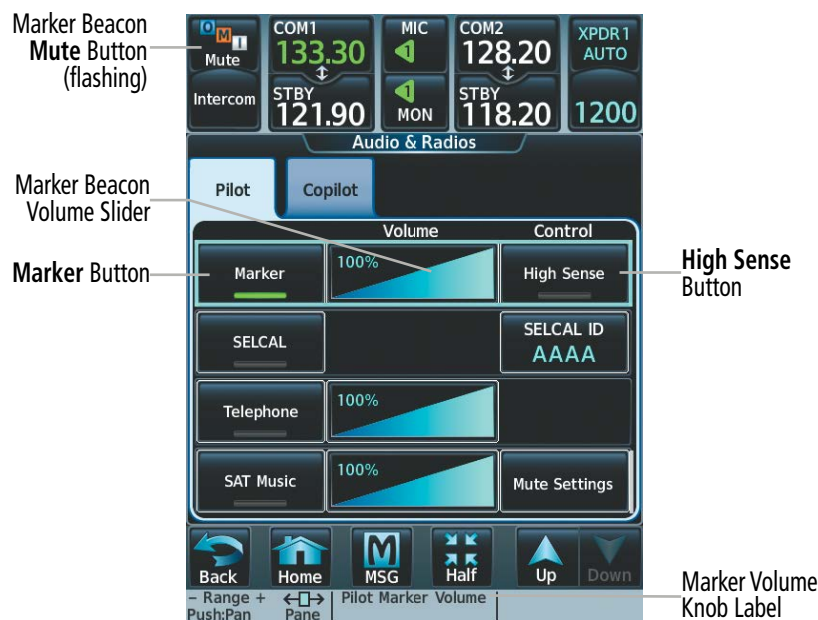 Marker Beacon
Mute Button
(flashing)
Marker Beacon
Volume Slider
Marker Button
O M I
Mute
Intercom
COM1
133.30
STBY
121.90
MIC
1
1
MON
COM2
128.20
STBY
118.20
XPDR1
AUTO
1200
Audio & Radios
Pilot
Copilot
Volume
Control
Marker
100%
High Sense
SELCAL
SELCAL ID
AAAA
Telephone
100%
SAT Music
100%
Mute Settings
Back
Home
MSG
Half
Up
Down
– Range +
Push:Pan
Pane
Pilot Marker Volume
High Sense
Button
Marker Volume
Knob Label